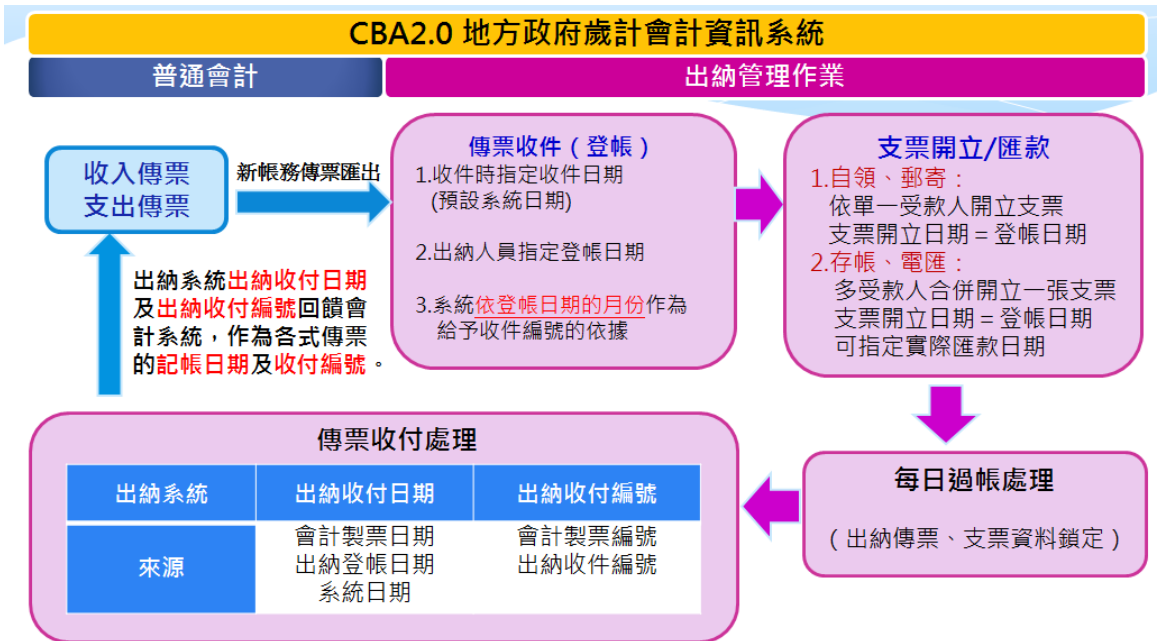 CBA2.0 地方政府歲計會計資訊系統
普通會計
出納管理作業
收入傳票
支出傳票
新帳務傳票匯出
傳票收件(登帳)
1.收件時指定收件日期
(預設系統日期)
2.出納人員指定登帳日期
3.系統依登帳日期的月份作為
給予收件編號的依據
支票開立/匯款
1.自領、郵寄:
依單一受款人開立支票
支票開立日期=登帳日期
2.存帳、電匯:
多受款人合併開立一張支票
支票開立日期=登帳日期
可指定實際匯款日期
出納系統出納收付日期
及出納收付編號回饋會
計系統,作為各式傳票
的記帳日期及收付編號。
每日過帳處理
(出納傳票、支票資料鎖定)
傳票收付處理
出納系統 出納收付日期 出納收付編號
來源
會計製票日期 會計製票編號
出納登帳日期 出納收件編號
系統日期